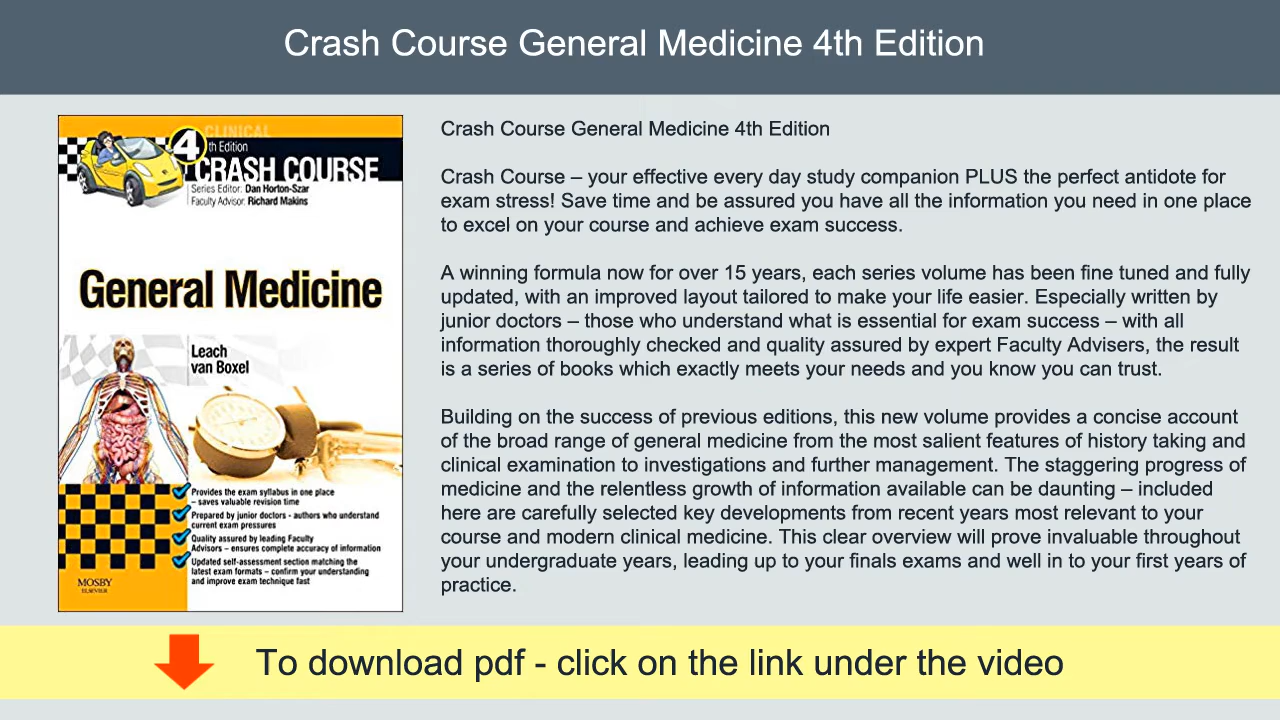 Crash Course General Medicine 4th Edition
CLINICAL
4th Edition
CRASH COURSE
Series Editor: Dan Horton-Szar
Faculty Advisor: Richard Makins
General Medicine
Leach
van Boxel
Provides the exam syllabus in one place
– saves valuable revision time
Prepared by junior doctors - authors who understand
current exam pressures
Quality assured by leading Faculty
Advisors – ensures complete accuracy of information
Updated self-assessment section matching the
latest exam formats – confirm your understanding
and improve exam technique fast
MOSBY
ELSEVIER
Crash Course General Medicine 4th Edition
Crash Course – your effective every day study companion PLUS the perfect antidote for
exam stress! Save time and be assured you have all the information you need in one place
to excel on your course and achieve exam success.
A winning formula now for over 15 years, each series volume has been fine tuned and fully
updated, with an improved layout tailored to make your life easier. Especially written by
junior doctors – those who understand what is essential for exam success – with all
information thoroughly checked and quality assured by expert Faculty Advisers, the result
is a series of books which exactly meets your needs and you know you can trust.
Building on the success of previous editions, this new volume provides a concise account
of the broad range of general medicine from the most salient features of history taking and
clinical examination to investigations and further management. The staggering progress of
medicine and the relentless growth of information available can be daunting – included
here are carefully selected key developments from recent years most relevant to your
course and modern clinical medicine. This clear overview will prove invaluable throughout
your undergraduate years, leading up to your finals exams and well in to your first years of
practice.
To download pdf - click on the link under the video